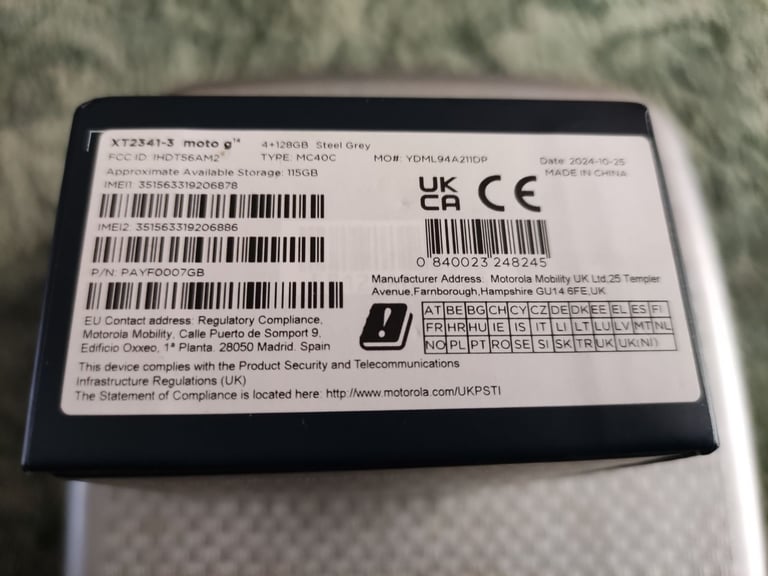 XT2341-3 moto g14 4+128GB Steel Grey
FCC ID: IHDT56AM2 TYPE: MC40C MO#: YDML94A211DP Date: 2024-10-25
MADE IN CHINA
Approximate Available Storage: 115GB
IMEI1: 351563319206878
UK CA CE
IMEI2: 351563319206886
0 840023 248245
P/N: PAYF0007GB
Manufacturer Address: Motorola Mobility UK Ltd.25 Templer
Avenue,Farnborough,Hampshire GU14 6FE,UK
AT BE BG CH CY CZ DE DK EE EL ES FI
FR HR HU IE IS IT LI LT LU LV MT NL
NO PL PT RO SE SI SK TR UK UK(NI)
EU Contact address: Regulatory Compliance,
Motorola Mobility, Calle Puerto de Somport 9,
Edificio Oxxeo, 1ª Planta. 28050 Madrid. Spain
This device complies with the Product Security and Telecommunications
Infrastructure Regulations (UK)
The Statement of Compliance is located here: http://www.motorola.com/UKPSTI